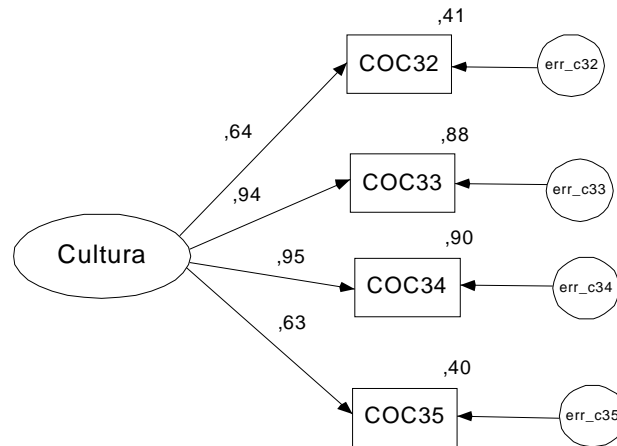 ,41
COC32
err_c32
,64
,88
COC33
err_c33
,94
,90
Cultura
,95
COC34
err_c34
,63
,40
COC35
err_c35